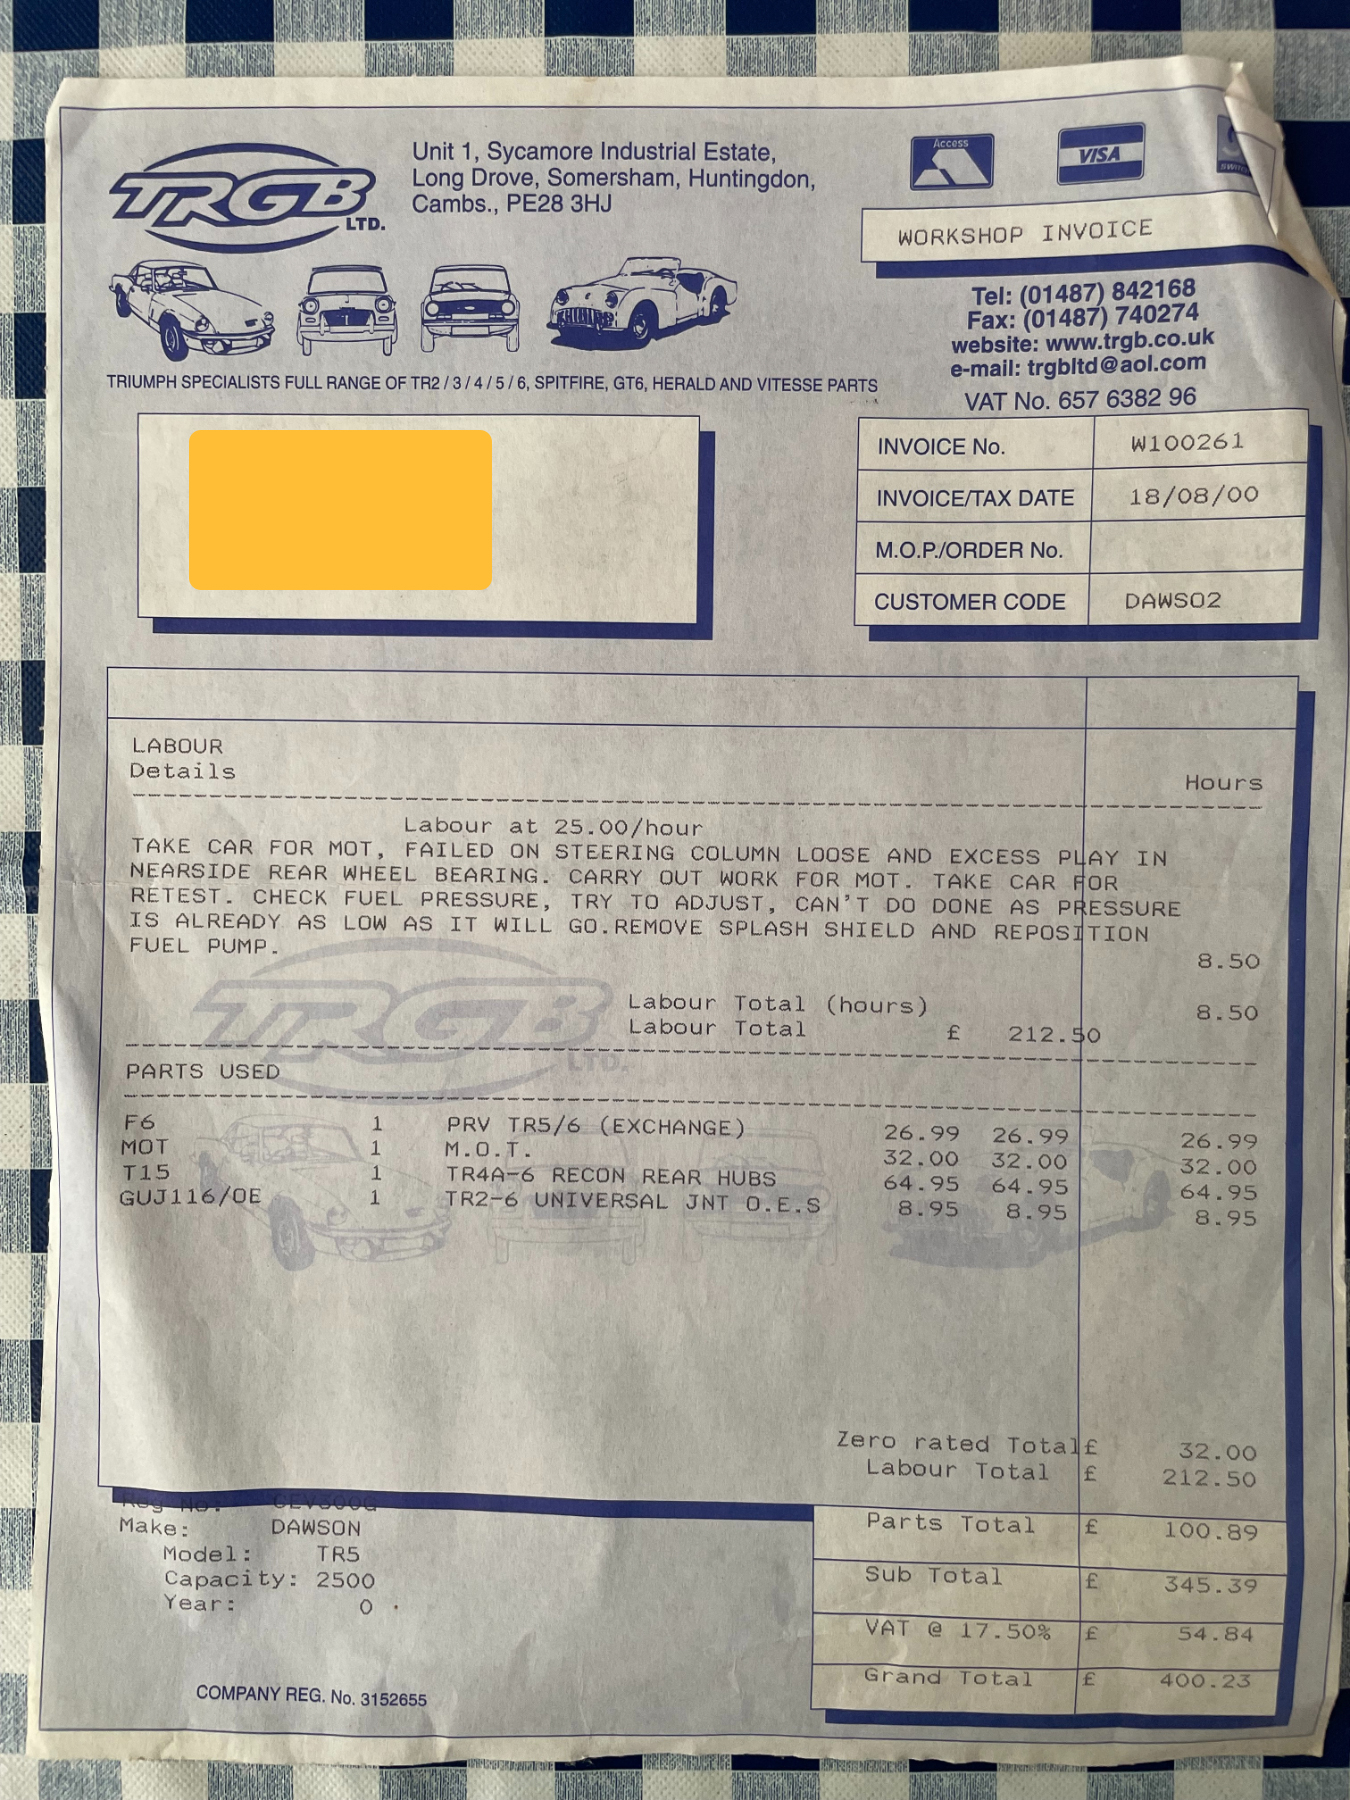 TRGB LTD.
Unit 1, Sycamore Industrial Estate,
Long Drove, Somersham, Huntingdon,
Cambs., PE28 3HJ
Access
VISA
WORKSHOP INVOICE
Tel: (01487) 842168
Fax: (01487) 740274
website: www.trgb.co.uk
e-mail: trgbltd@aol.com
VAT No. 657 6382 96
TRIUMPH SPECIALISTS FULL RANGE OF TR2 / 3 / 4 / 5 / 6, SPITFIRE, GT6, HERALD AND VITESSE PARTS
INVOICE No. W100261
INVOICE/TAX DATE 18/08/00
M.O.P./ORDER No.
CUSTOMER CODE DAWS02
LABOUR
Details Hours
Labour at 25.00/hour
TAKE CAR FOR MOT, FAILED ON STEERING COLUMN LOOSE AND EXCESS PLAY IN
NEARSIDE REAR WHEEL BEARING. CARRY OUT WORK FOR MOT. TAKE CAR FOR
RETEST. CHECK FUEL PRESSURE, TRY TO ADJUST, CAN'T DO DONE AS PRESSURE
IS ALREADY AS LOW AS IT WILL GO.REMOVE SPLASH SHIELD AND REPOSITION
FUEL PUMP.
8.50
Labour Total (hours) 8.50
Labour Total £ 212.50
TRGB LTD.
PARTS USED
F6 1 PRV TR5/6 (EXCHANGE) 26.99 26.99 26.99
MOT 1 M.O.T. 32.00 32.00 32.00
T15 1 TR4A-6 RECON REAR HUBS 64.95 64.95 64.95
GUJ116/OE 1 TR2-6 UNIVERSAL JNT O.E.S 8.95 8.95 8.95
Zero rated Total £ 32.00
Labour Total £ 212.50
Parts Total £ 100.89
Sub Total £ 345.39
VAT @ 17.50% £ 54.84
Grand Total £ 400.23
Reg No:
Make: DAWSON
Model: TR5
Capacity: 2500
Year: 0
COMPANY REG. No. 3152655